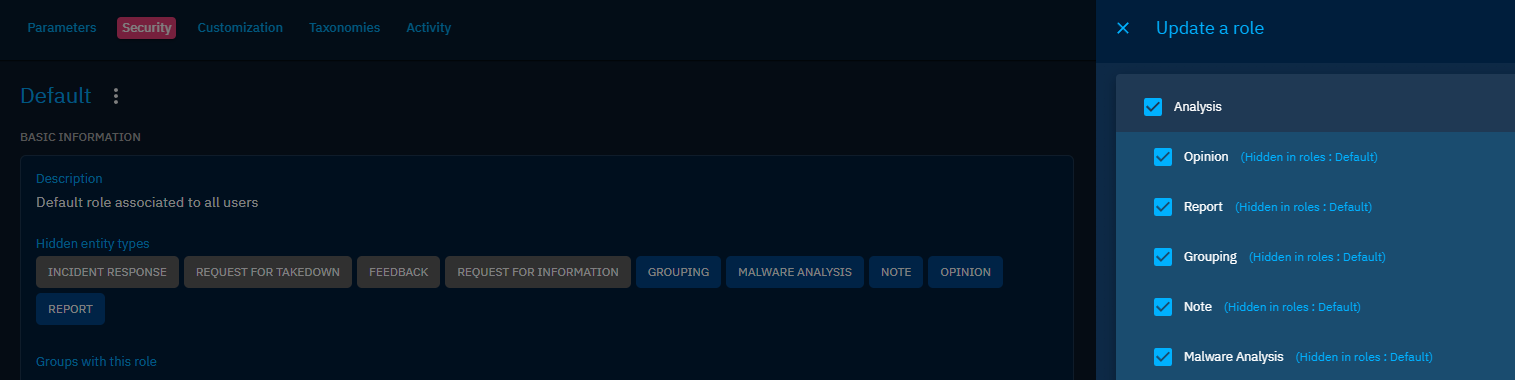 Parameters Security Customization Taxonomies Activity
Default
BASIC INFORMATION
Description
Default role associated to all users
Hidden entity types
INCIDENT RESPONSE REQUEST FOR TAKEDOWN FEEDBACK REQUEST FOR INFORMATION GROUPING MALWARE ANALYSIS NOTE OPINION
REPORT
Groups with this role
Update a role
Analysis
Opinion (Hidden in roles : Default)
Report (Hidden in roles : Default)
Grouping (Hidden in roles : Default)
Note (Hidden in roles : Default)
Malware Analysis (Hidden in roles : Default)